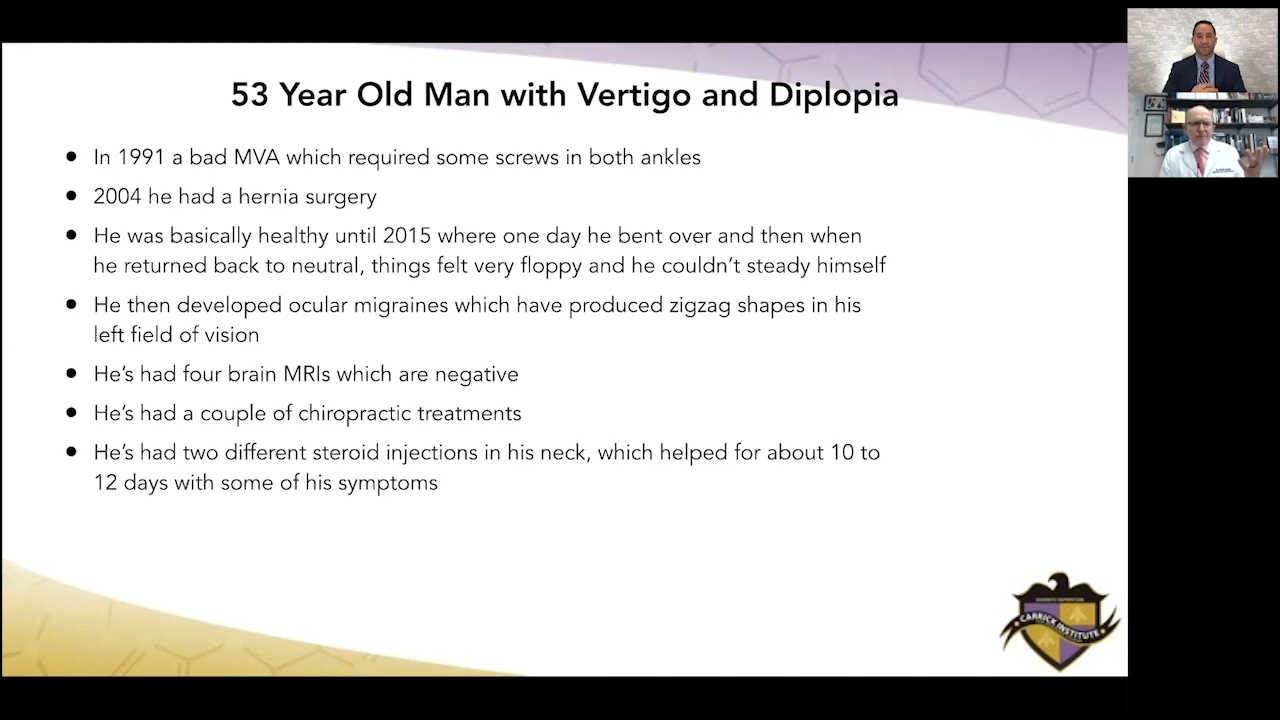 53 Year Old Man with Vertigo and Diplopia
• In 1991 a bad MVA which required some screws in both ankles
• 2004 he had a hernia surgery
• He was basically healthy until 2015 where one day he bent over and then when
he returned back to neutral, things felt very floppy and he couldn't steady himself
• He then developed ocular migraines which have produced zigzag shapes in his
left field of vision
• He's had four brain MRIs which are negative
• He's had a couple of chiropractic treatments
• He's had two different steroid injections in his neck, which helped for about 10 to
12 days with some of his symptoms
CARRICK INSTITUTE